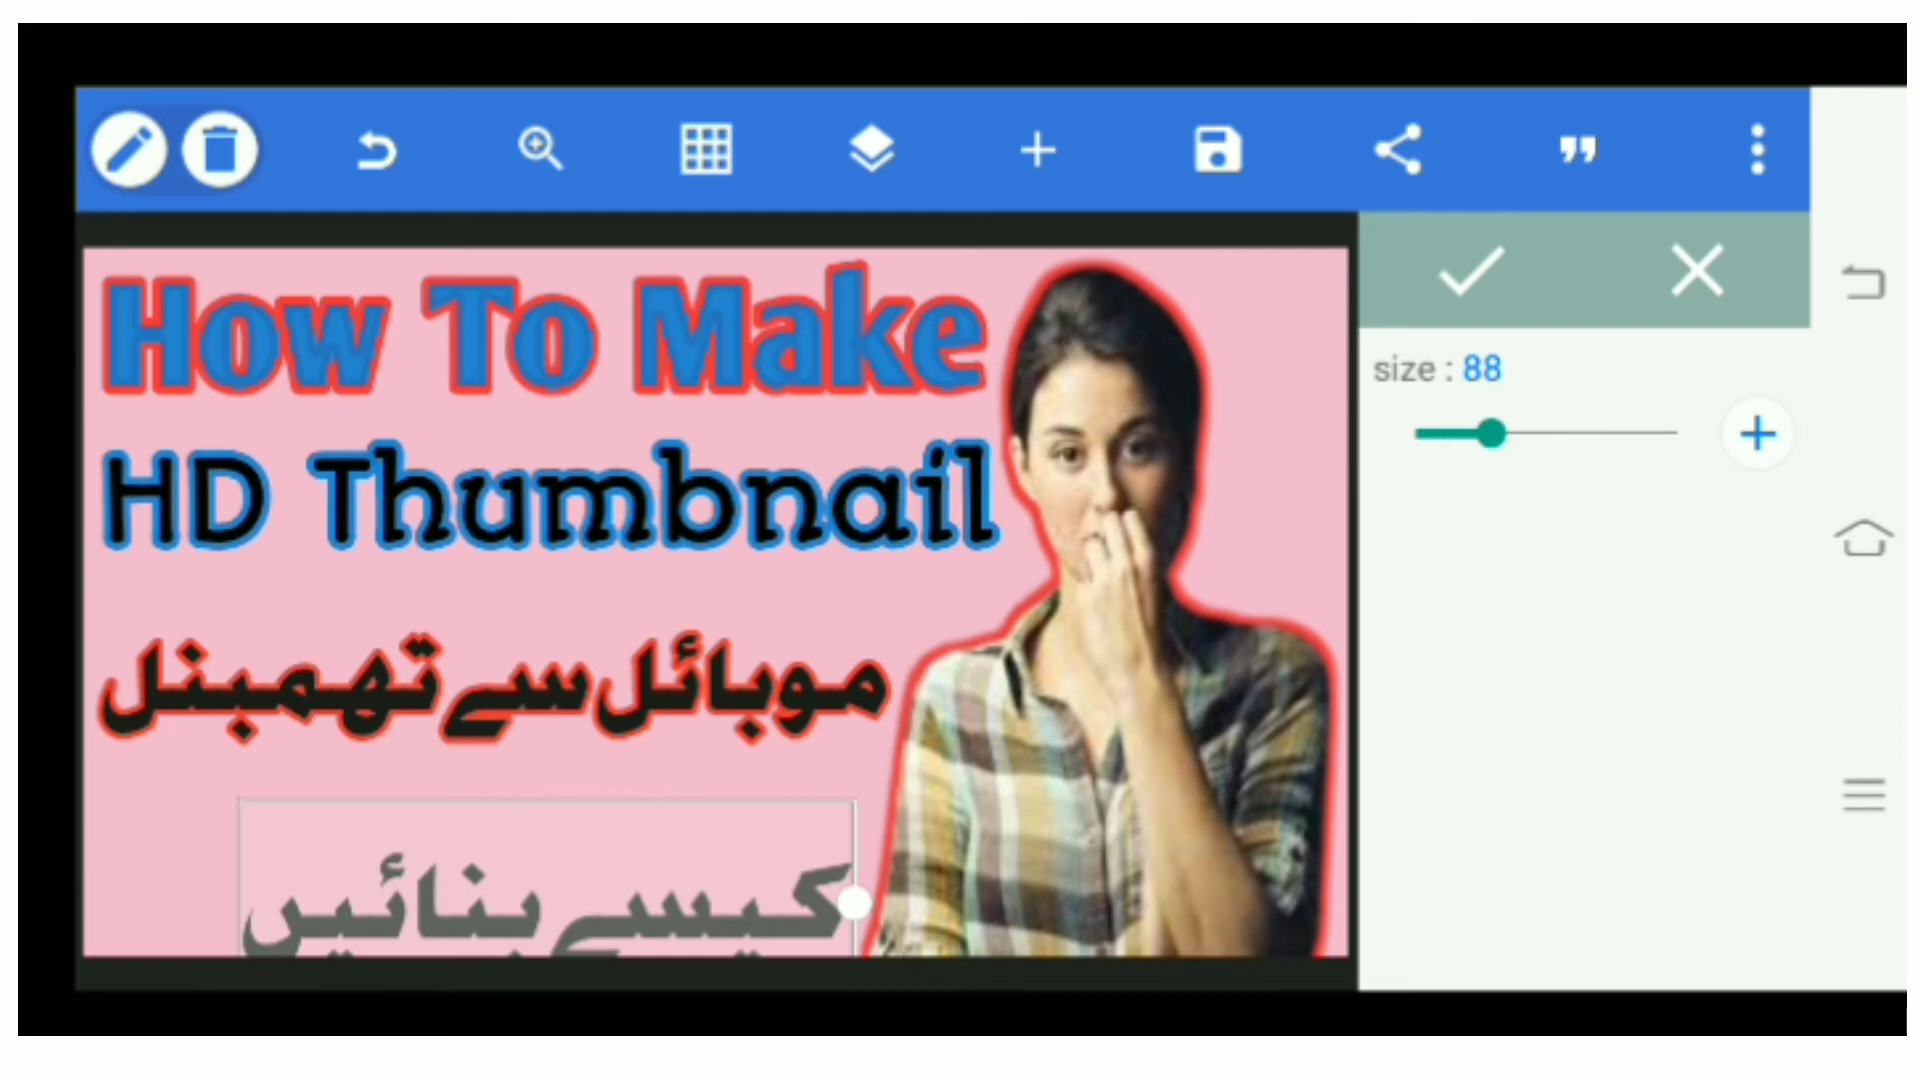 How To Make
HD Thumbnail
موبائل سے تھمبنل
کیسے بنائیں
size : 88